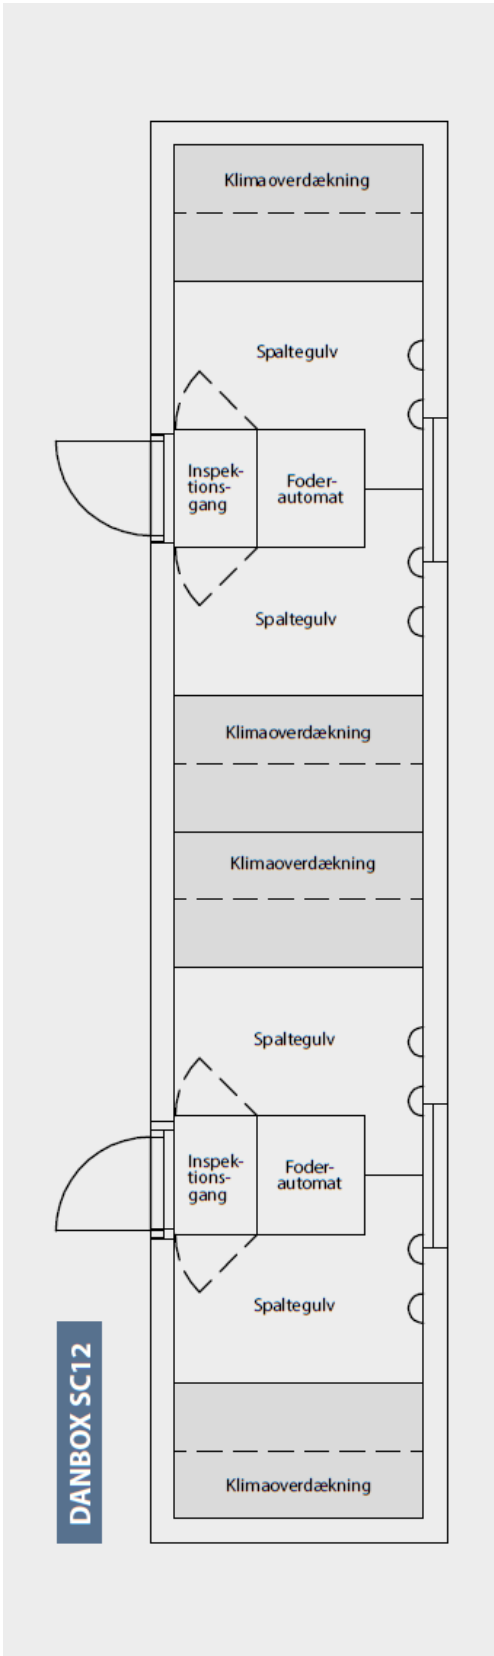 Klimaoverdækning
Spaltegulv
Inspek-
tions-
gang
Foder-
automat
Spaltegulv
Klimaoverdækning
Klimaoverdækning
Spaltegulv
Inspek-
tions-
gang
Foder-
automat
Spaltegulv
Klimaoverdækning
DANBOX SC12